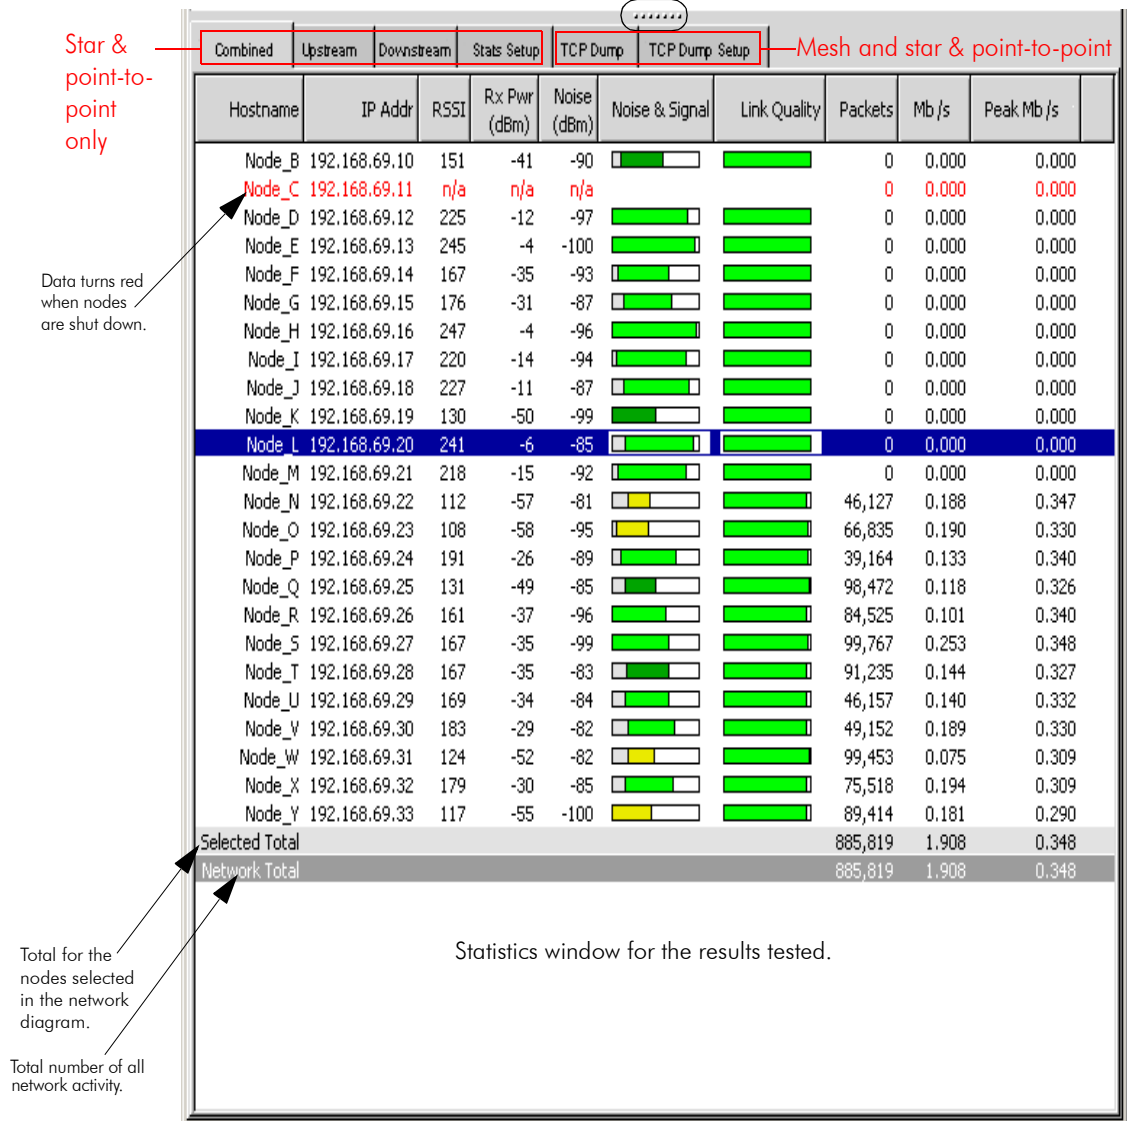 Star &
point-to-
point
only
Combined Upstream Downstream Stats Setup TCP Dump TCP Dump Setup
Mesh and star & point-to-point
Hostname IP Addr RSSI Rx Pwr (dBm) Noise (dBm) Noise & Signal Link Quality Packets Mb/s Peak Mb/s
Node_B 192.168.69.10 151 -41 -90 0 0.000 0.000
Node_C 192.168.69.11 n/a n/a n/a 0 0.000 0.000
Node_D 192.168.69.12 225 -12 -97 0 0.000 0.000
Node_E 192.168.69.13 245 -4 -100 0 0.000 0.000
Node_F 192.168.69.14 167 -35 -93 0 0.000 0.000
Node_G 192.168.69.15 176 -31 -87 0 0.000 0.000
Node_H 192.168.69.16 247 -4 -96 0 0.000 0.000
Node_I 192.168.69.17 220 -14 -94 0 0.000 0.000
Node_J 192.168.69.18 227 -11 -87 0 0.000 0.000
Node_K 192.168.69.19 130 -50 -99 0 0.000 0.000
Node_L 192.168.69.20 241 -6 -85 0 0.000 0.000
Node_M 192.168.69.21 218 -15 -92 0 0.000 0.000
Node_N 192.168.69.22 112 -57 -81 46,127 0.188 0.347
Node_O 192.168.69.23 108 -58 -95 66,835 0.190 0.330
Node_P 192.168.69.24 191 -26 -89 39,164 0.133 0.340
Node_Q 192.168.69.25 131 -49 -85 98,472 0.118 0.326
Node_R 192.168.69.26 161 -37 -96 84,525 0.101 0.340
Node_S 192.168.69.27 167 -35 -99 99,767 0.253 0.348
Node_T 192.168.69.28 167 -35 -83 91,235 0.144 0.327
Node_U 192.168.69.29 169 -34 -84 46,157 0.140 0.332
Node_V 192.168.69.30 183 -29 -82 49,152 0.189 0.330
Node_W 192.168.69.31 124 -52 -82 99,453 0.075 0.309
Node_X 192.168.69.32 179 -30 -85 75,518 0.194 0.309
Node_Y 192.168.69.33 117 -55 -100 89,414 0.181 0.290
Selected Total 885,819 1.908 0.348
Network Total 885,819 1.908 0.348
Data turns red
when nodes
are shut down.
Statistics window for the results tested.
Total for the
nodes selected
in the network
diagram.
Total number of all
network activity.